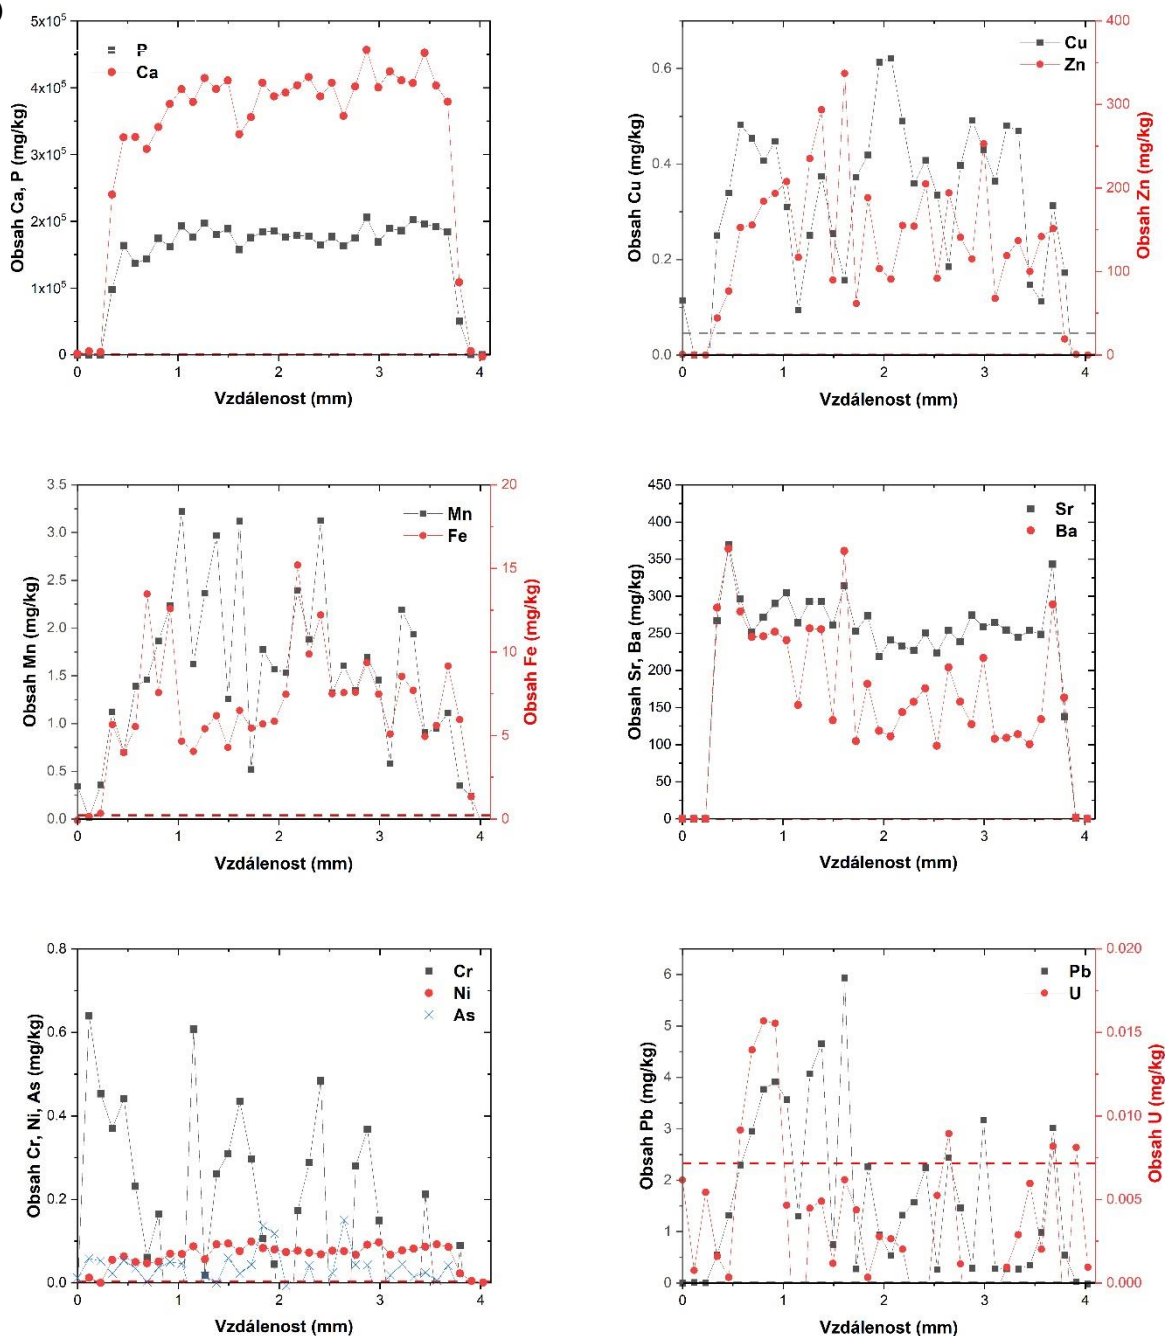 )
5x10⁵
4x10⁵
3x10⁵
2x10⁵
1x10⁵
0
Obsah Ca, P (mg/kg)
P
Ca
0 1 2 3 4
Vzdálenost (mm)
0.6
0.4
0.2
0.0
Obsah Cu (mg/kg)
Cu
Zn
400
300
200
100
0
Obsah Zn (mg/kg)
0 1 2 3 4
Vzdálenost (mm)
3.5
3.0
2.5
2.0
1.5
1.0
0.5
0.0
Obsah Mn (mg/kg)
Mn
Fe
20
15
10
5
0
Obsah Fe (mg/kg)
0 1 2 3 4
Vzdálenost (mm)
450
400
350
300
250
200
150
100
50
0
Obsah Sr, Ba (mg/kg)
Sr
Ba
0 1 2 3 4
Vzdálenost (mm)
0.8
0.6
0.4
0.2
0.0
Obsah Cr, Ni, As (mg/kg)
Cr
Ni
As
0 1 2 3 4
Vzdálenost (mm)
6
5
4
3
2
1
0
Obsah Pb (mg/kg)
Pb
U
0.020
0.015
0.010
0.005
0.000
Obsah U (mg/kg)
0 1 2 3 4
Vzdálenost (mm)